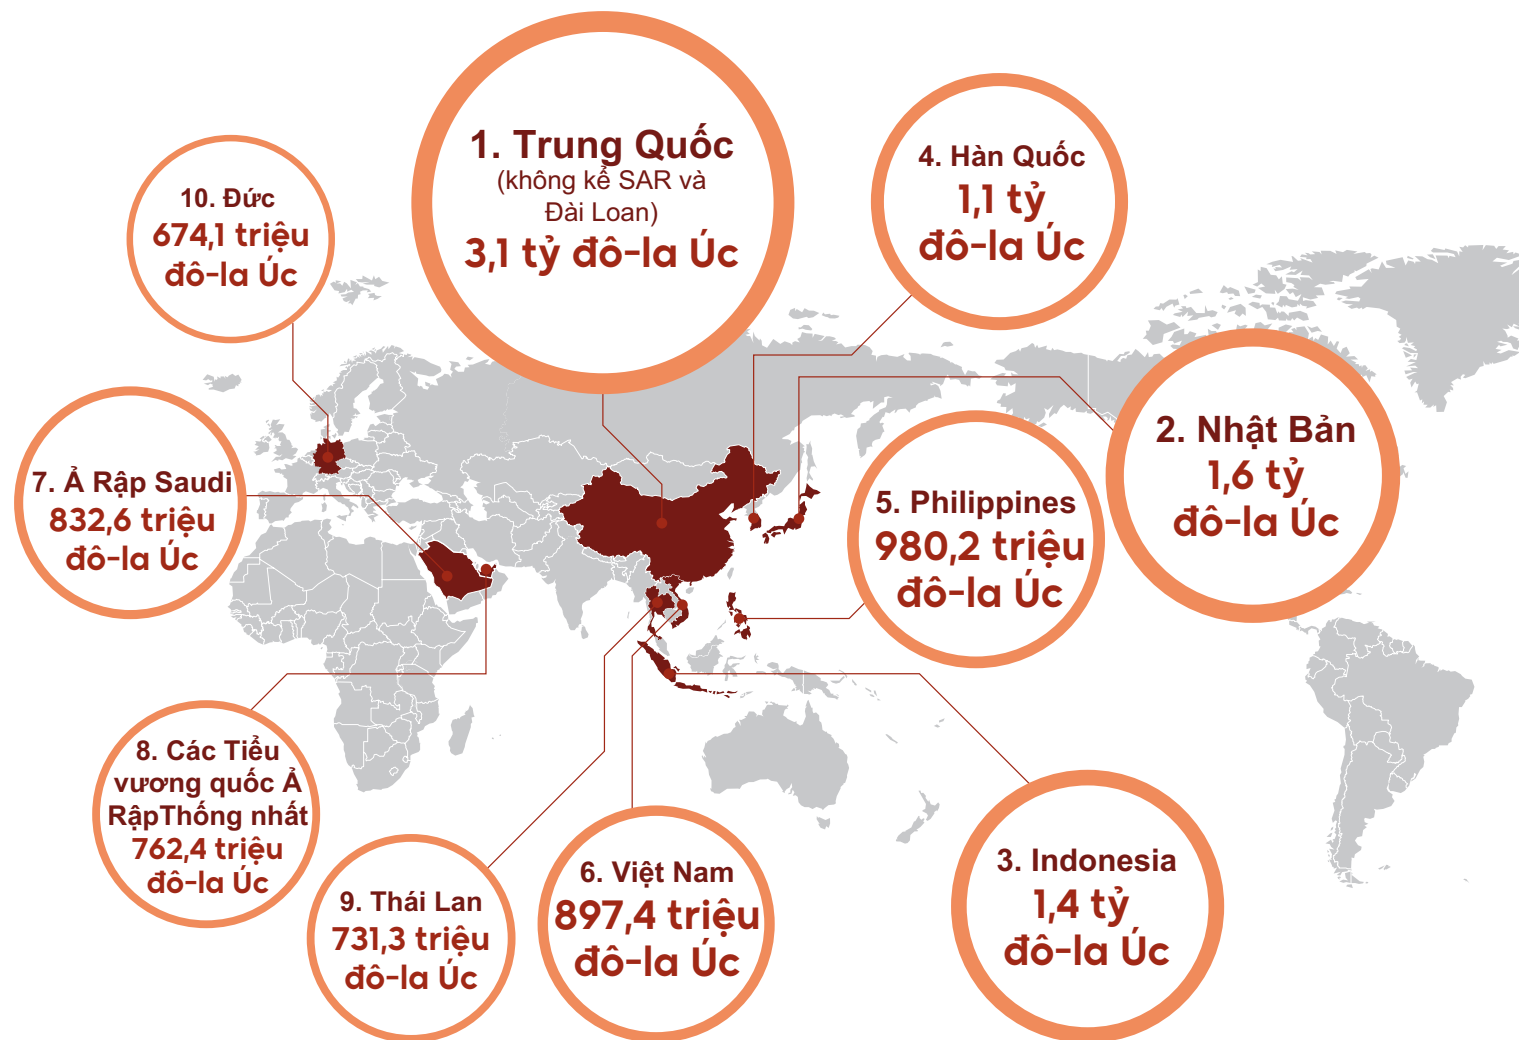 1. Trung Quốc
(không kể SAR và
Đài Loan)
3,1 tỷ đô-la Úc
4. Hàn Quốc
1,1 tỷ
đô-la Úc
10. Đức
674,1 triệu
đô-la Úc
2. Nhật Bản
1,6 tỷ
đô-la Úc
7. Ả Rập Saudi
832,6 triệu
đô-la Úc
5. Philippines
980,2 triệu
đô-la Úc
8. Các Tiểu
vương quốc Ả
RậpThống nhất
762,4 triệu
đô-la Úc
9. Thái Lan
731,3 triệu
đô-la Úc
6. Việt Nam
897,4 triệu
đô-la Úc
3. Indonesia
1,4 tỷ
đô-la Úc